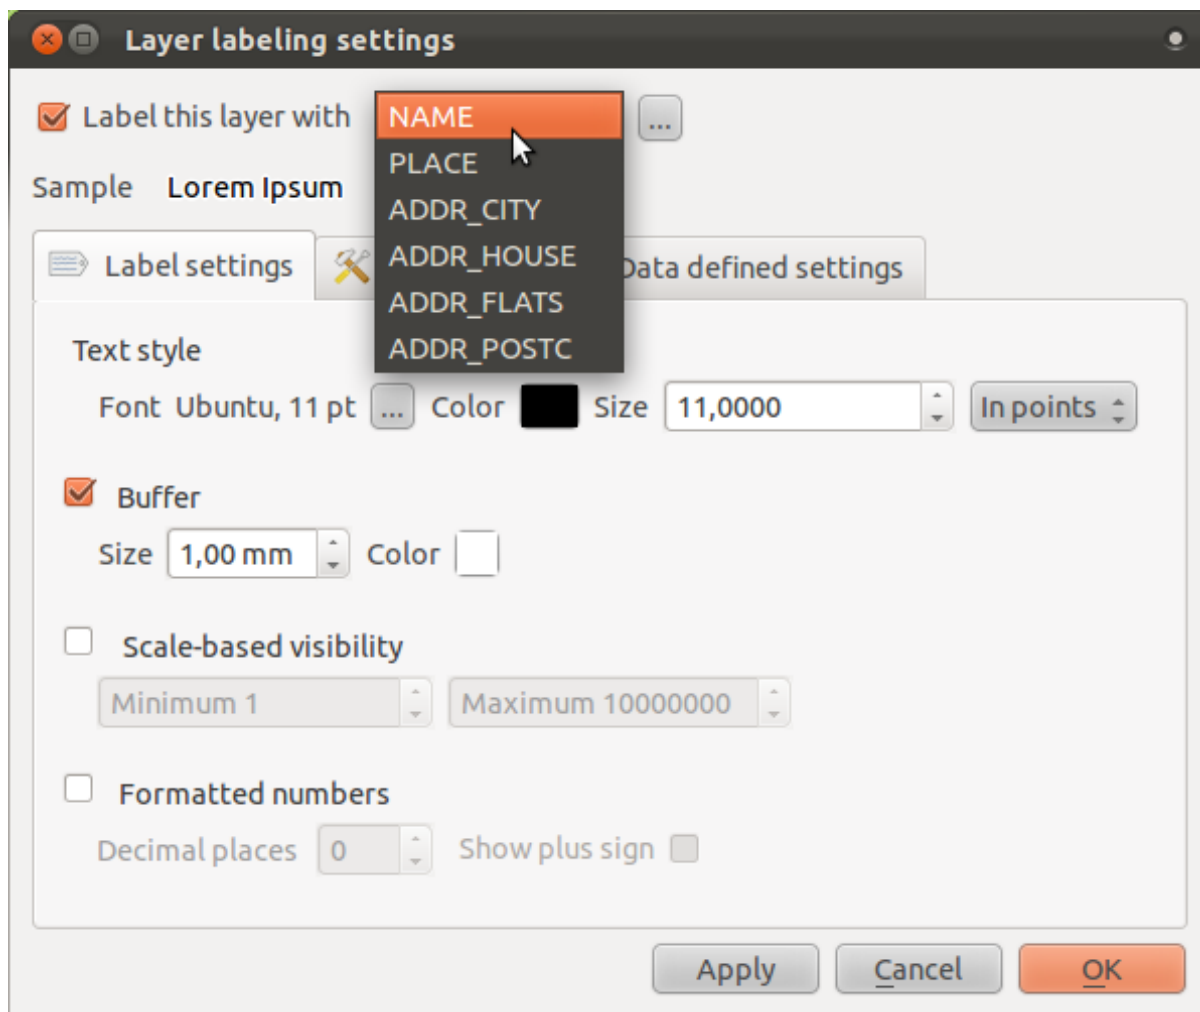 Layer labeling settings
Label this layer with NAME ...
PLACE
Sample Lorem Ipsum
ADDR_CITY
ADDR_HOUSE
ADDR_FLATS
ADDR_POSTC
Label settings Data defined settings
Text style
Font Ubuntu, 11 pt ... Color Size 11,0000 In points
Buffer
Size 1,00 mm Color
Scale-based visibility
Minimum 1 Maximum 10000000
Formatted numbers
Decimal places 0 Show plus sign
Apply Cancel OK